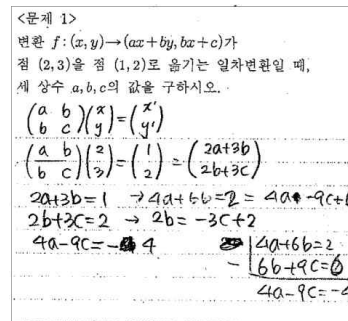 <문제 1>
변환 f:(x,y)→(ax+by,bx+c)가
점 (2,3)을 점 (1,2)로 옮기는 일차변환일 때,
세 상수 a,b,c의 값을 구하시오.
(a b b c)(x y)=(x' y')
(a b b c)(2 3)=(1 2)=(2a+3b 2b+3c)
2a+3b=1 →4a+6b=2 = 4a -9c+6
2b+3c=2 → 2b=-3c+2
4a-9c=-4
4a+6b=2
- 6b+9c=6
4a-9c=-4